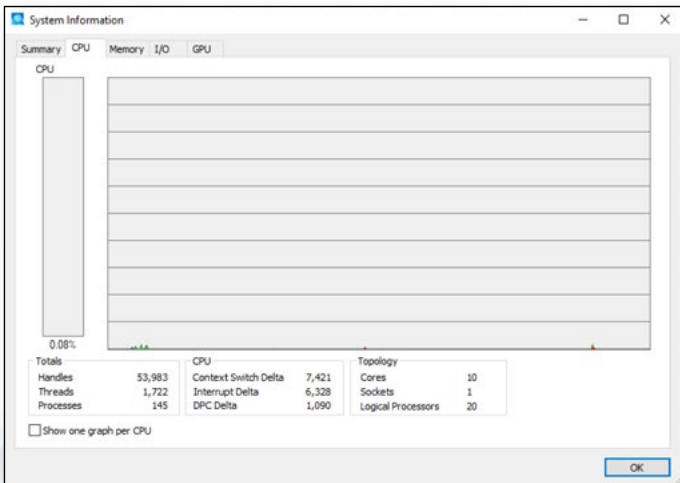 System Information
Summary CPU Memory I/O GPU
CPU
0.08%
Totals
Handles 53,983
Threads 1,722
Processes 145
CPU
Context Switch Delta 7,421
Interrupt Delta 6,328
DPC Delta 1,090
Topology
Cores 10
Sockets 1
Logical Processors 20
Show one graph per CPU
OK